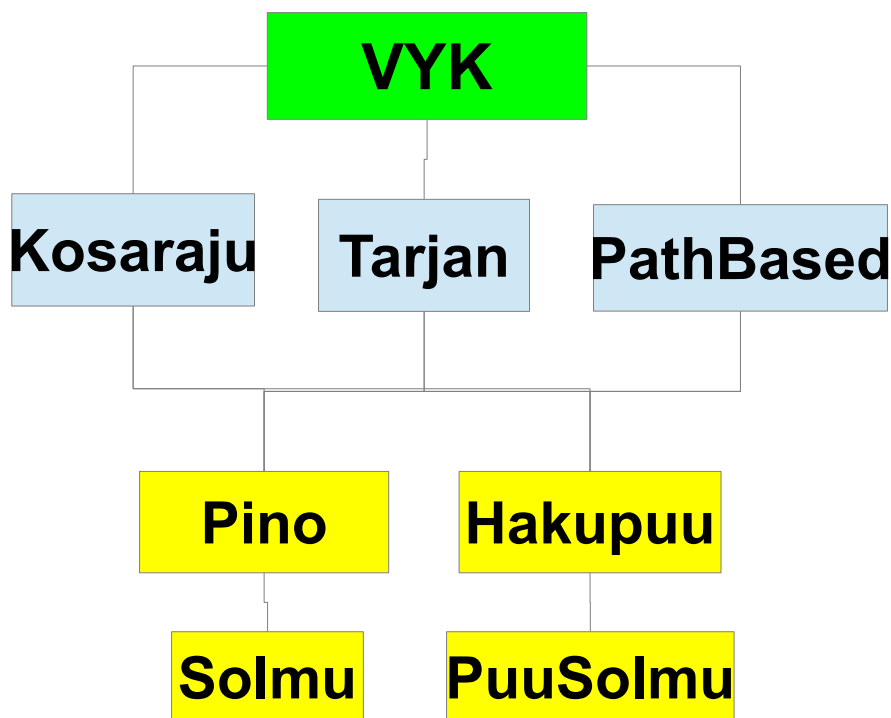 VYK
Kosaraju
Tarjan
PathBased
Pino
Hakupuu
Solmu
PuuSolmu